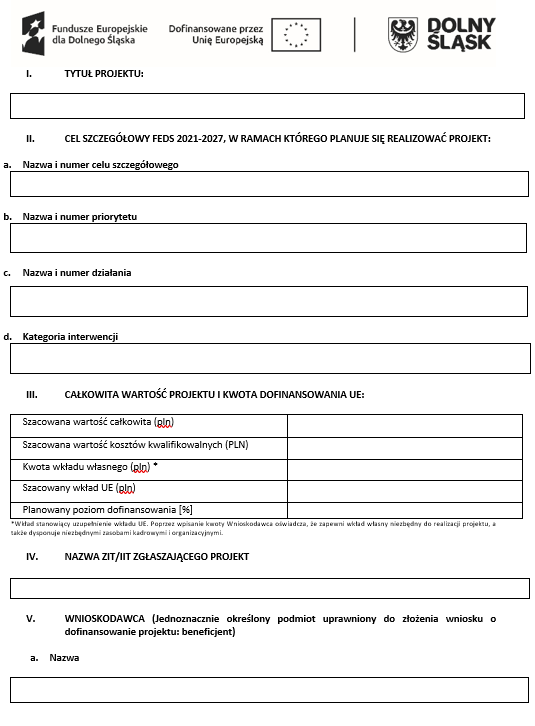 Fundusze Europejskie
dla Dolnego Śląska
Dofinansowane przez
Unię Europejską
DOLNY
ŚLĄSK
I. TYTUŁ PROJEKTU:
II. CEL SZCZEGÓŁOWY FEDS 2021-2027, W RAMACH KTÓREGO PLANUJE SIĘ REALIZOWAĆ PROJEKT:
a. Nazwa i numer celu szczegółowego
b. Nazwa i numer priorytetu
c. Nazwa i numer działania
d. Kategoria interwencji
III. CAŁKOWITA WARTOŚĆ PROJEKTU I KWOTA DOFINANSOWANIA UE:
Szacowana wartość całkowita (pln)
Szacowana wartość kosztów kwalifikowalnych (PLN)
Kwota wkładu własnego (pln) *
Szacowany wkład UE (pln)
Planowany poziom dofinansowania [%]
*Wkład stanowiący uzupełnienie wkładu UE. Poprzez wpisanie kwoty Wnioskodawca oświadcza, że zapewni wkład własny niezbędny do realizacji projektu, a
także dysponuje niezbędnymi zasobami kadrowymi i organizacyjnymi.
IV. NAZWA ZIT/IIT ZGŁASZAJĄCEGO PROJEKT
V. WNIOSKODAWCA (Jednoznacznie określony podmiot uprawniony do złożenia wniosku o
dofinansowanie projektu: beneficjent)
a. Nazwa